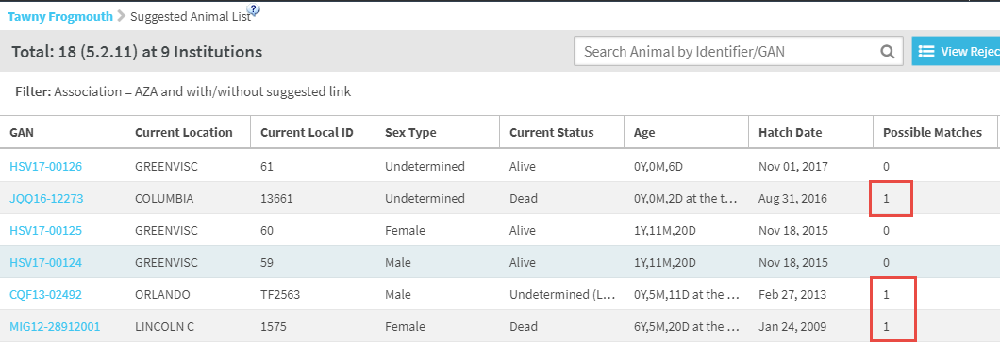 Tawny Frogmouth > Suggested Animal List ?
Total: 18 (5.2.11) at 9 Institutions Search Animal by Identifier/GAN View Rejec
Filter: Association = AZA and with/without suggested link
GAN Current Location Current Local ID Sex Type Current Status Age Hatch Date Possible Matches
HSV17-00126 GREENVISC 61 Undetermined Alive 0Y,0M,6D Nov 01, 2017 0
JQQ16-12273 COLUMBIA 13661 Undetermined Dead 0Y,0M,2D at the t... Aug 31, 2016 1
HSV17-00125 GREENVISC 60 Female Alive 1Y,11M,20D Nov 18, 2015 0
HSV17-00124 GREENVISC 59 Male Alive 1Y,11M,20D Nov 18, 2015 0
CQF13-02492 ORLANDO TF2563 Male Undetermined (L... 0Y,5M,11D at the ... Feb 27, 2013 1
MIG12-28912001 LINCOLN C 1575 Female Dead 6Y,5M,20D at the ... Jan 24, 2009 1